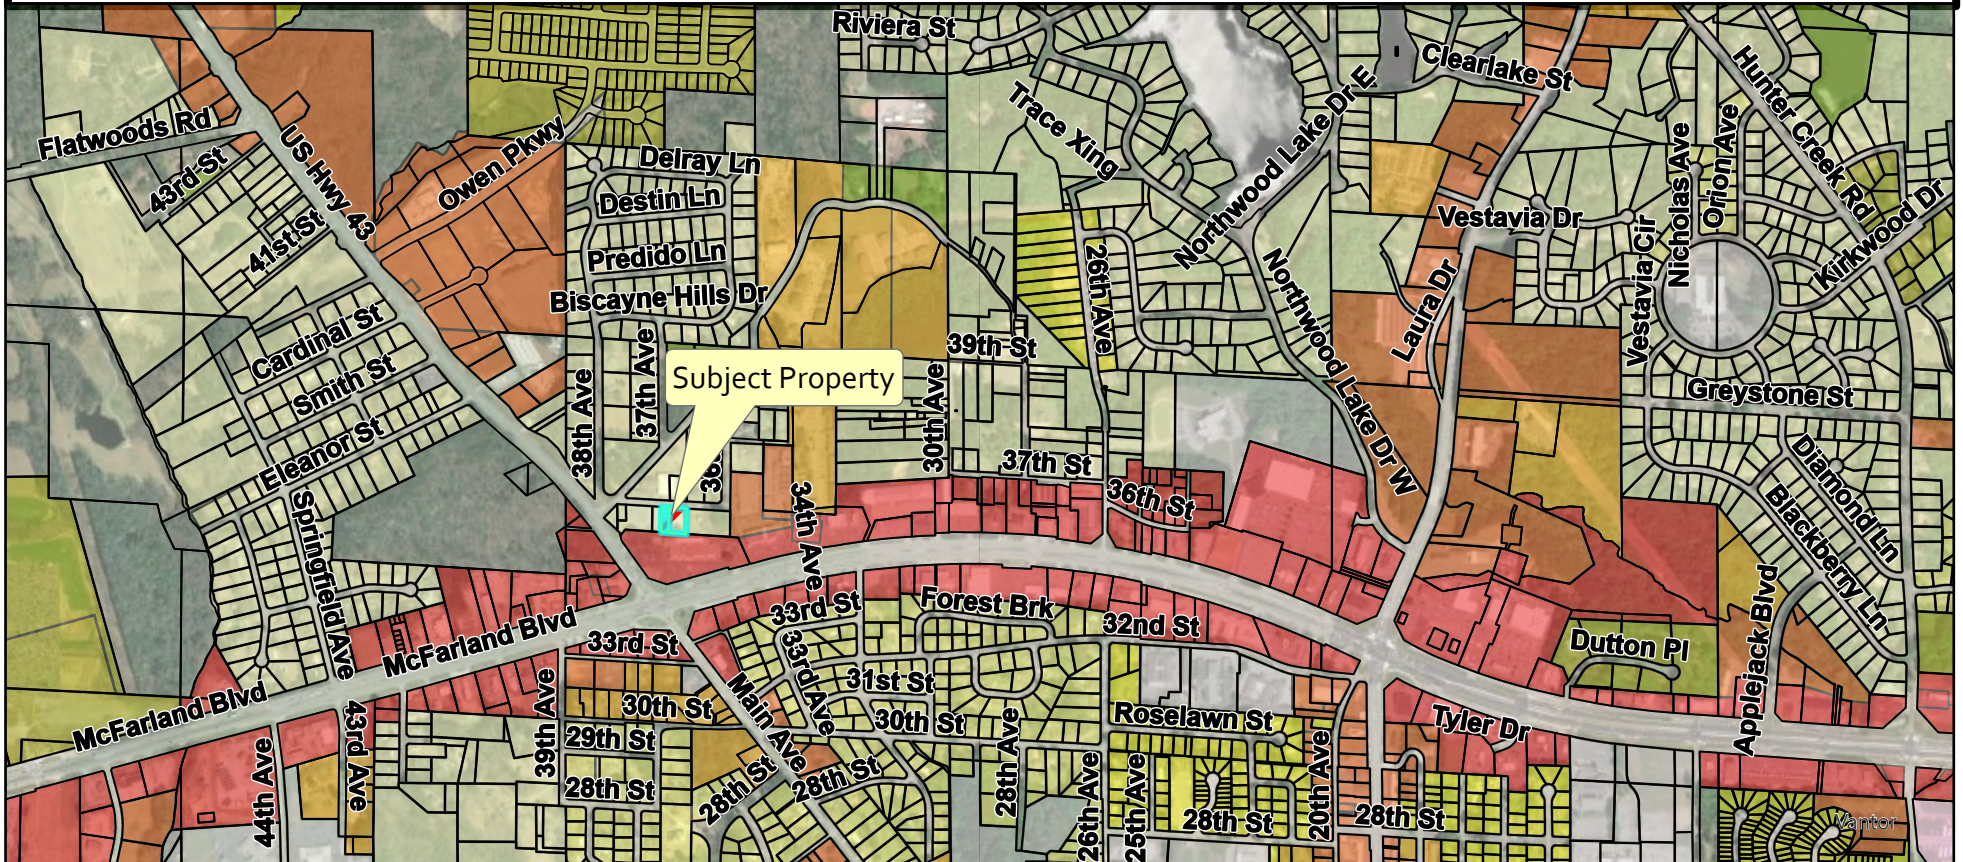 Riviera St
Clearlake St
Hunter Creek Rd
Flatwoods Rd
43rd St
US Hwy 43
Owen Pkwy
Delray Ln
Trace Xing
Northwood Lake Dr E
Nicholas Ave
Orion Ave
Destin Ln
41st St
Vestavia Dr
Kirkwood Dr
Predido Ln
26th Ave
Biscayne Hills Dr
Northwood Lake Dr W
Laura Dr
Vestavia Cir
Cardinal St
37th Ave
39th St
Smith St
Subject Property
38th Ave
30th Ave
Greystone St
Eleanor St
36
37th St
36th St
Diamond Ln
Blackberry Ln
34th Ave
Springfield Ave
McFarland Blvd
33rd St
Forest Brk
32nd St
33rd St
33rd Ave
Dutton Pl
Applejack Blvd
McFarland Blvd
39th Ave
31st St
30th St
Main Ave
30th St
Roselawn St
Tyler Dr
43rd Ave
44th Ave
29th St
28th Ave
26th Ave
25th Ave
20th Ave
28th St
28th St
28th St
28th St
28th St
Vantor